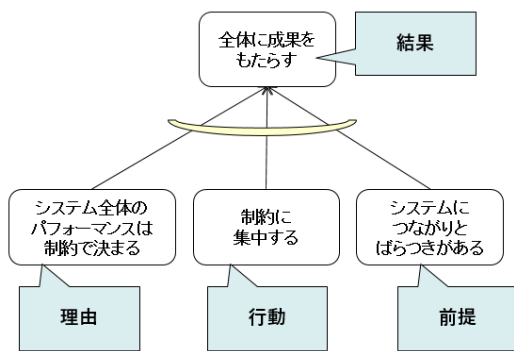 全体に成果を
もたらす
結果
システム全体の
パフォーマンスは
制約で決まる
制約に
集中する
システムに
つながりと
ばらつきがある
理由
行動
前提